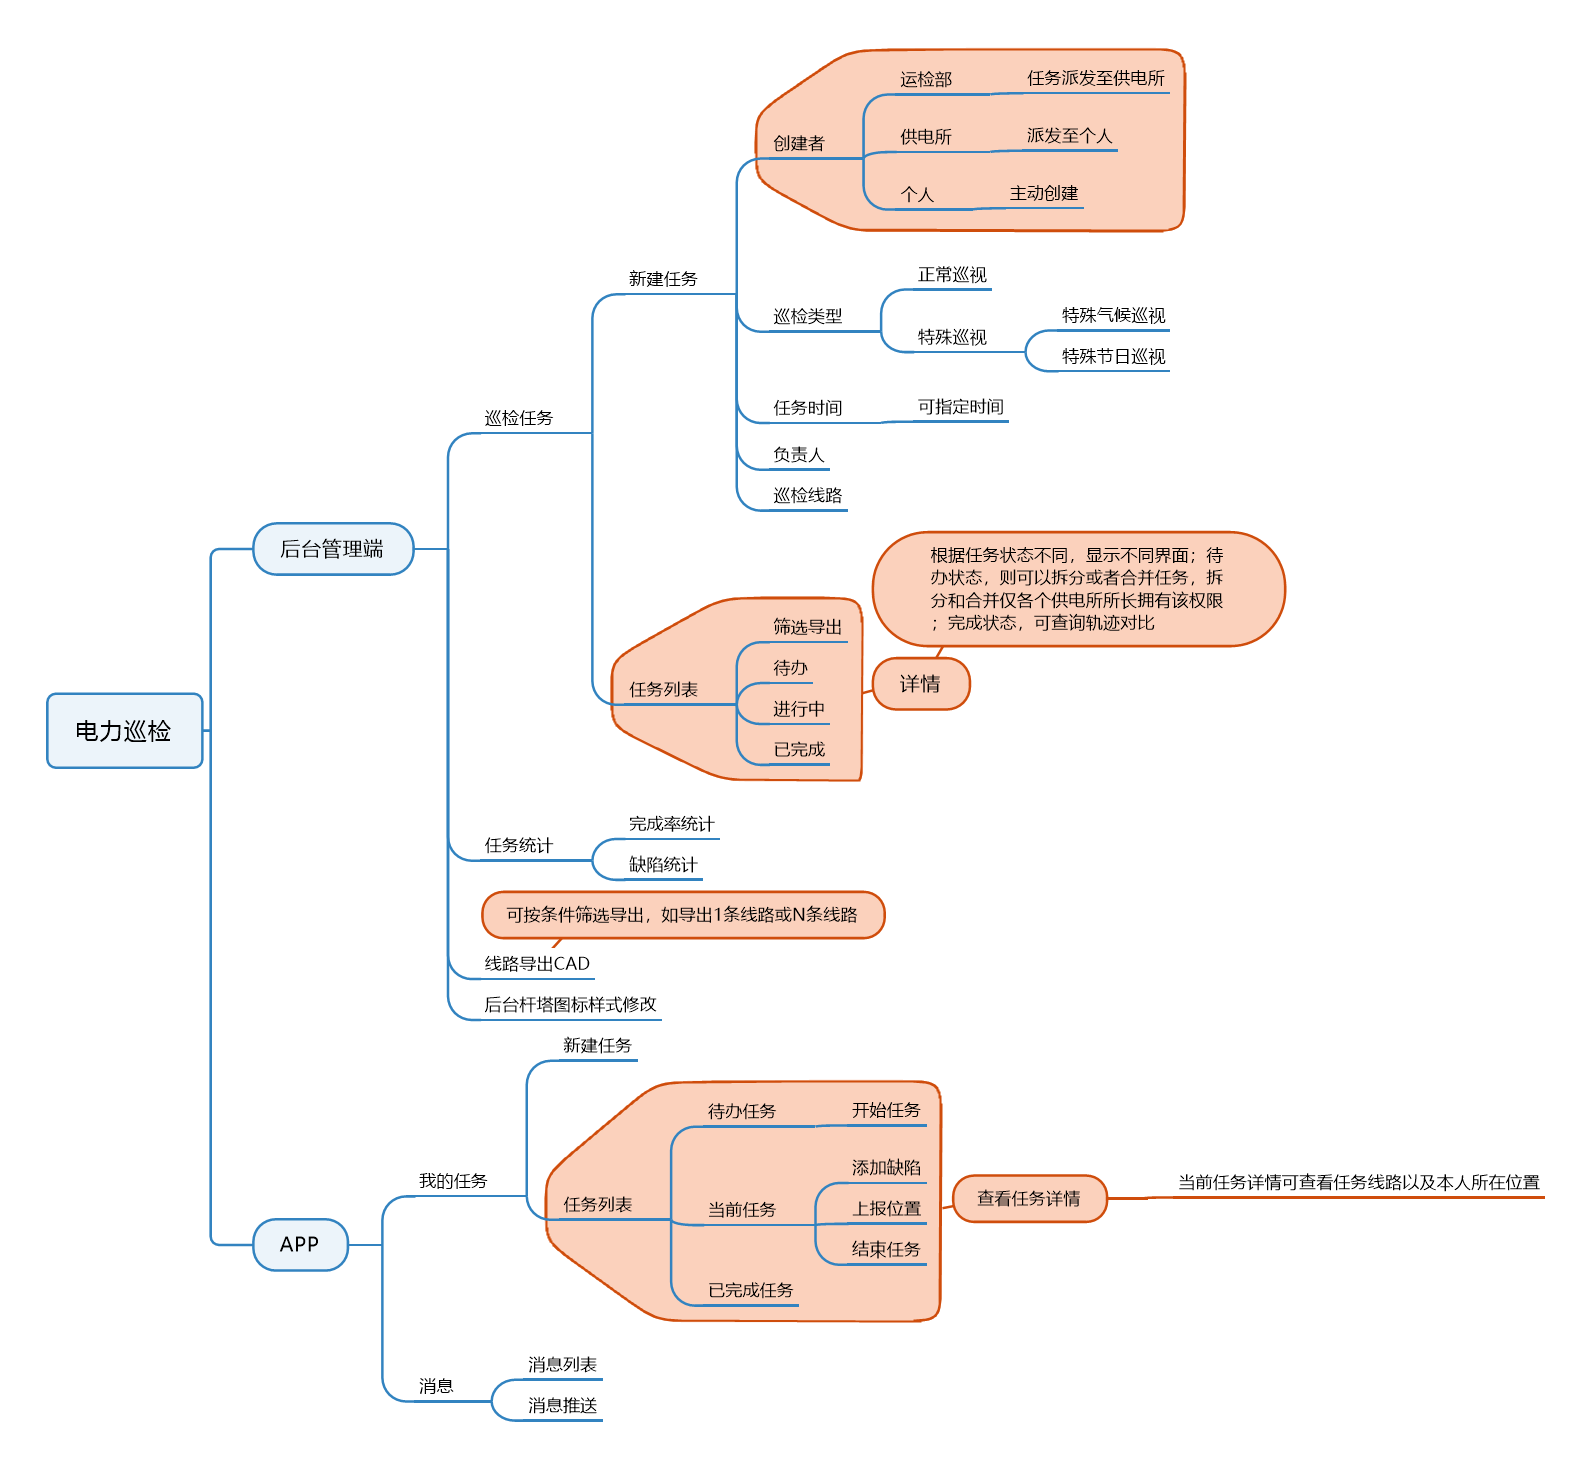 电力巡检
后台管理端
巡检任务
新建任务
创建者
运检部
任务派发至供电所
供电所
派发至个人
个人
主动创建
巡检类型
正常巡视
特殊巡视
特殊气候巡视
特殊节日巡视
任务时间
可指定时间
负责人
巡检线路
任务列表
筛选导出
待办
进行中
已完成
详情
根据任务状态不同，显示不同界面；待
办状态，则可以拆分或者合并任务，拆
分和合并仅各个供电所所长拥有该权限
；完成状态，可查询轨迹对比
任务统计
完成率统计
缺陷统计
可按条件筛选导出，如导出1条线路或N条线路
线路导出CAD
后台杆塔图标样式修改
APP
我的任务
新建任务
任务列表
待办任务
开始任务
当前任务
添加缺陷
上报位置
结束任务
已完成任务
查看任务详情
当前任务详情可查看任务线路以及本人所在位置
消息
消息列表
消息推送